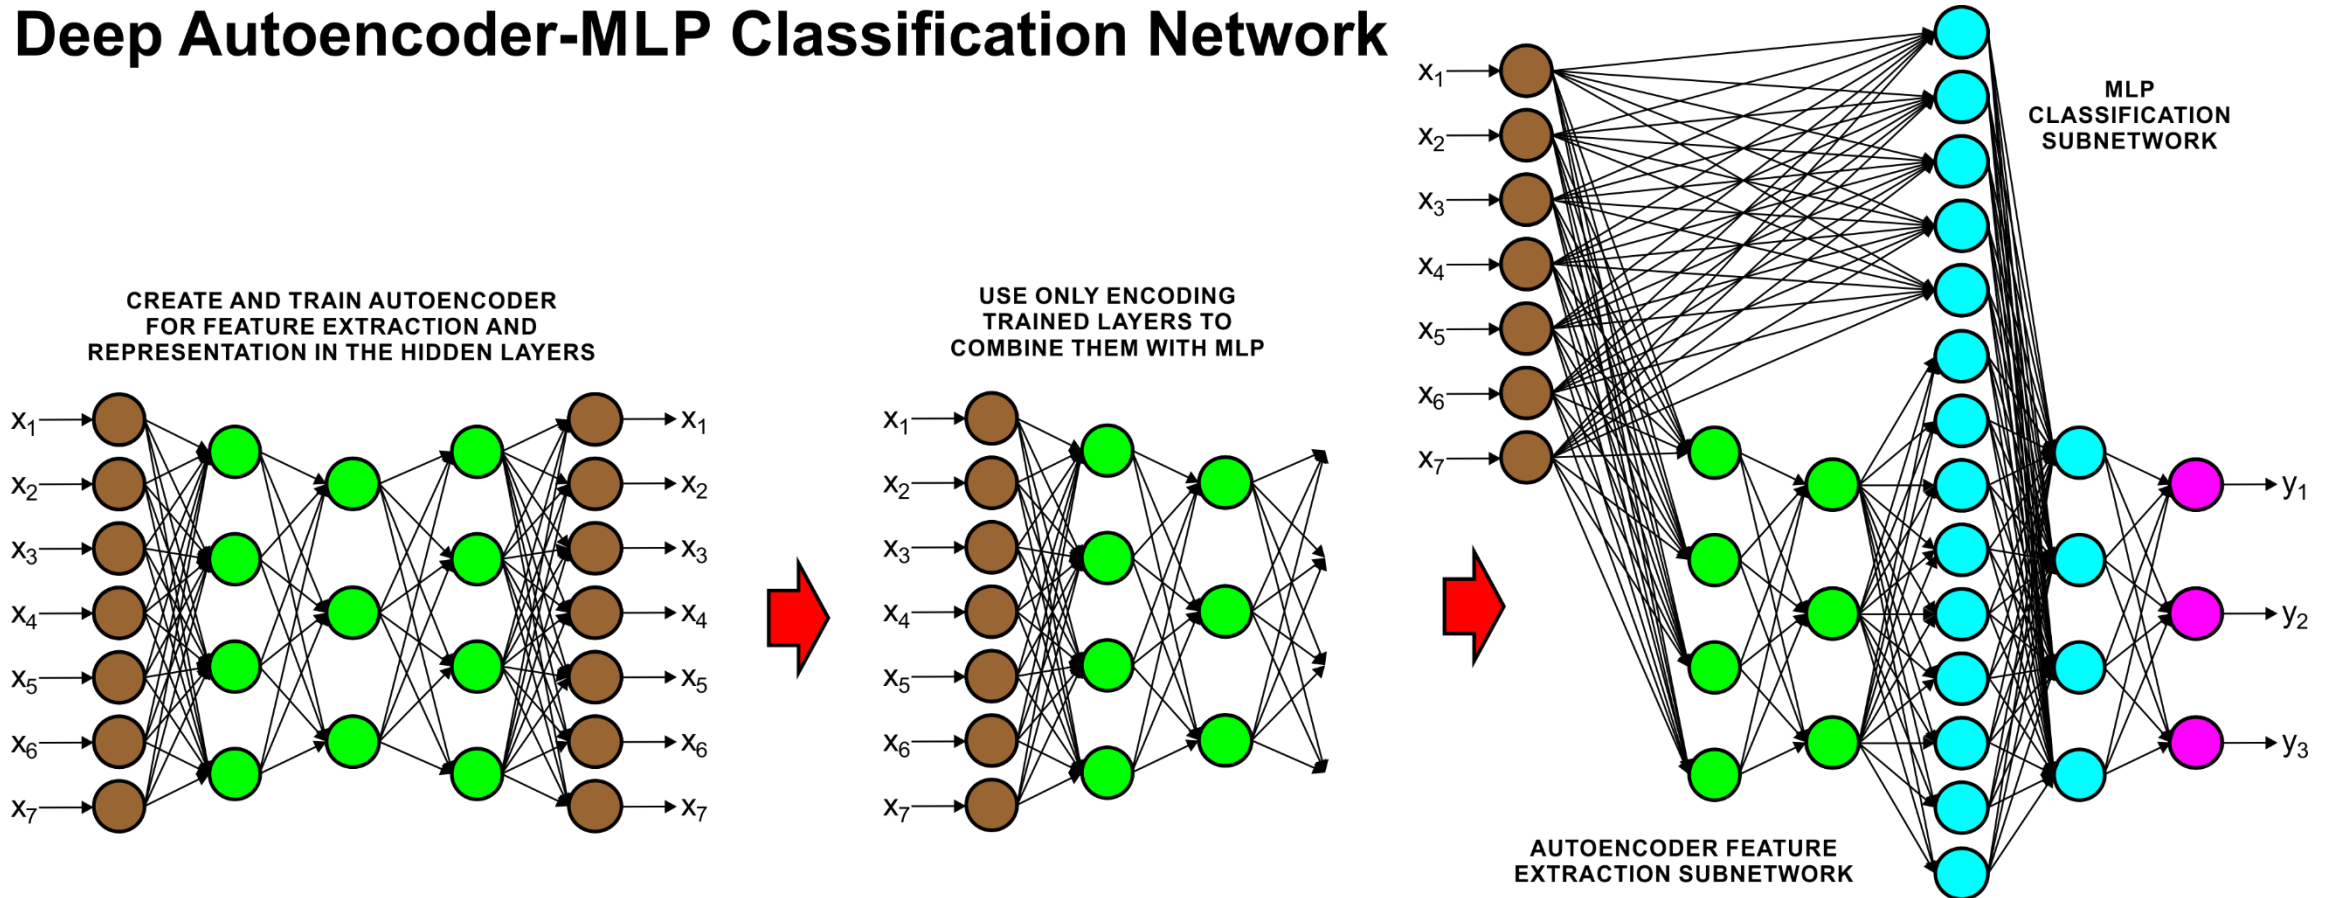 Deep Autoencoder-MLP Classification Network
CREATE AND TRAIN AUTOENCODER
FOR FEATURE EXTRACTION AND
REPRESENTATION IN THE HIDDEN LAYERS
x₁
x₂
x₃
x₄
x₅
x₆
x₇
x₁
x₂
x₃
x₄
x₅
x₆
x₇
USE ONLY ENCODING
TRAINED LAYERS TO
COMBINE THEM WITH MLP
x₁
x₂
x₃
x₄
x₅
x₆
x₇
x₁
x₂
x₃
x₄
x₅
x₆
x₇
MLP
CLASSIFICATION
SUBNETWORK
y₁
y₂
y₃
AUTOENCODER FEATURE
EXTRACTION SUBNETWORK